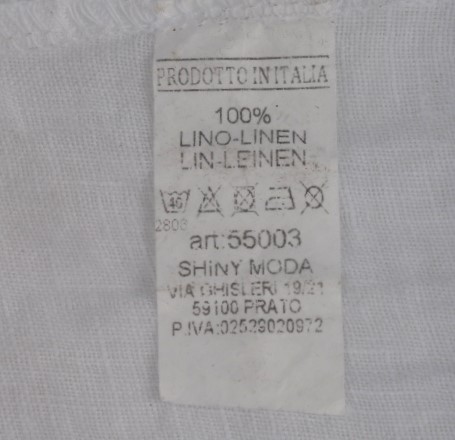 PRODOTTO IN ITALIA
100%
LINO-LINEN
LIN-LEINEN
40
2803
art:55003
SHiNY MODA
VIA GHISLERI 19/21
59100 PRATO
P.IVA:02529020972